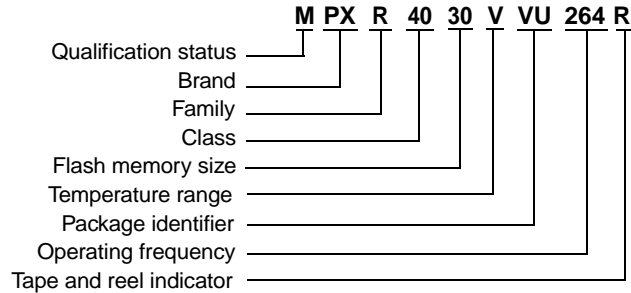 M PX R 40 30 V VU 264 R
Qualification status
Brand
Family
Class
Flash memory size
Temperature range
Package identifier
Operating frequency
Tape and reel indicator